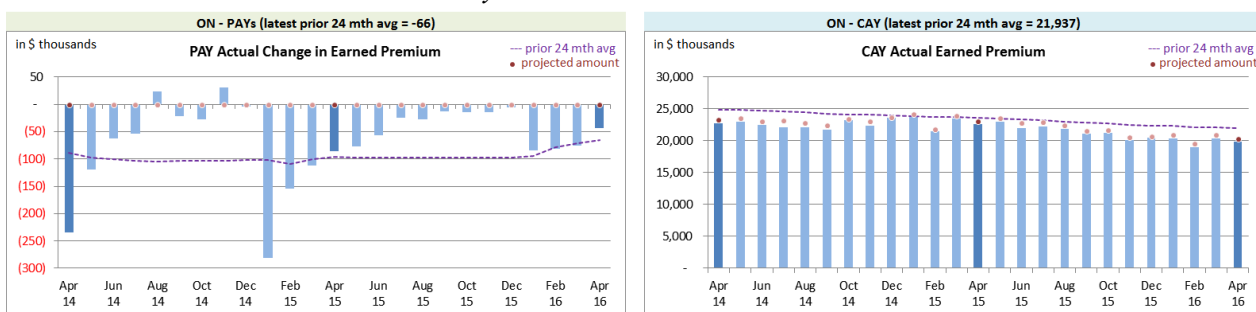 ON - PAYs (latest prior 24 mth avg = -66)
in $ thousands
PAY Actual Change in Earned Premium
--- prior 24 mth avg
• projected amount
50
-
(50)
(100)
(150)
(200)
(250)
(300)
Apr 14 Jun 14 Aug 14 Oct 14 Dec 14 Feb 15 Apr 15 Jun 15 Aug 15 Oct 15 Dec 15 Feb 16 Apr 16
ON - CAY (latest prior 24 mth avg = 21,937)
in $ thousands
CAY Actual Earned Premium
--- prior 24 mth avg
• projected amount
30,000
25,000
20,000
15,000
10,000
5,000
-
Apr 14 Jun 14 Aug 14 Oct 14 Dec 14 Feb 15 Apr 15 Jun 15 Aug 15 Oct 15 Dec 15 Feb 16 Apr 16